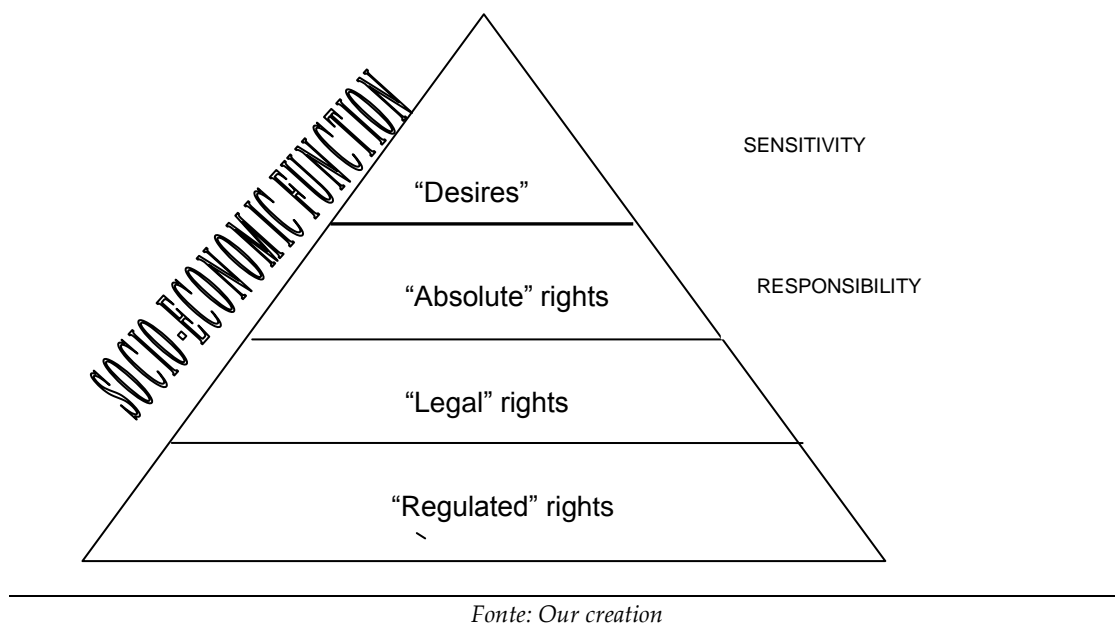 SOCIO-ECONOMIC FUNCTION
SENSITIVITY
“Desires”
RESPONSIBILITY
“Absolute” rights
“Legal” rights
“Regulated” rights
Fonte: Our creation